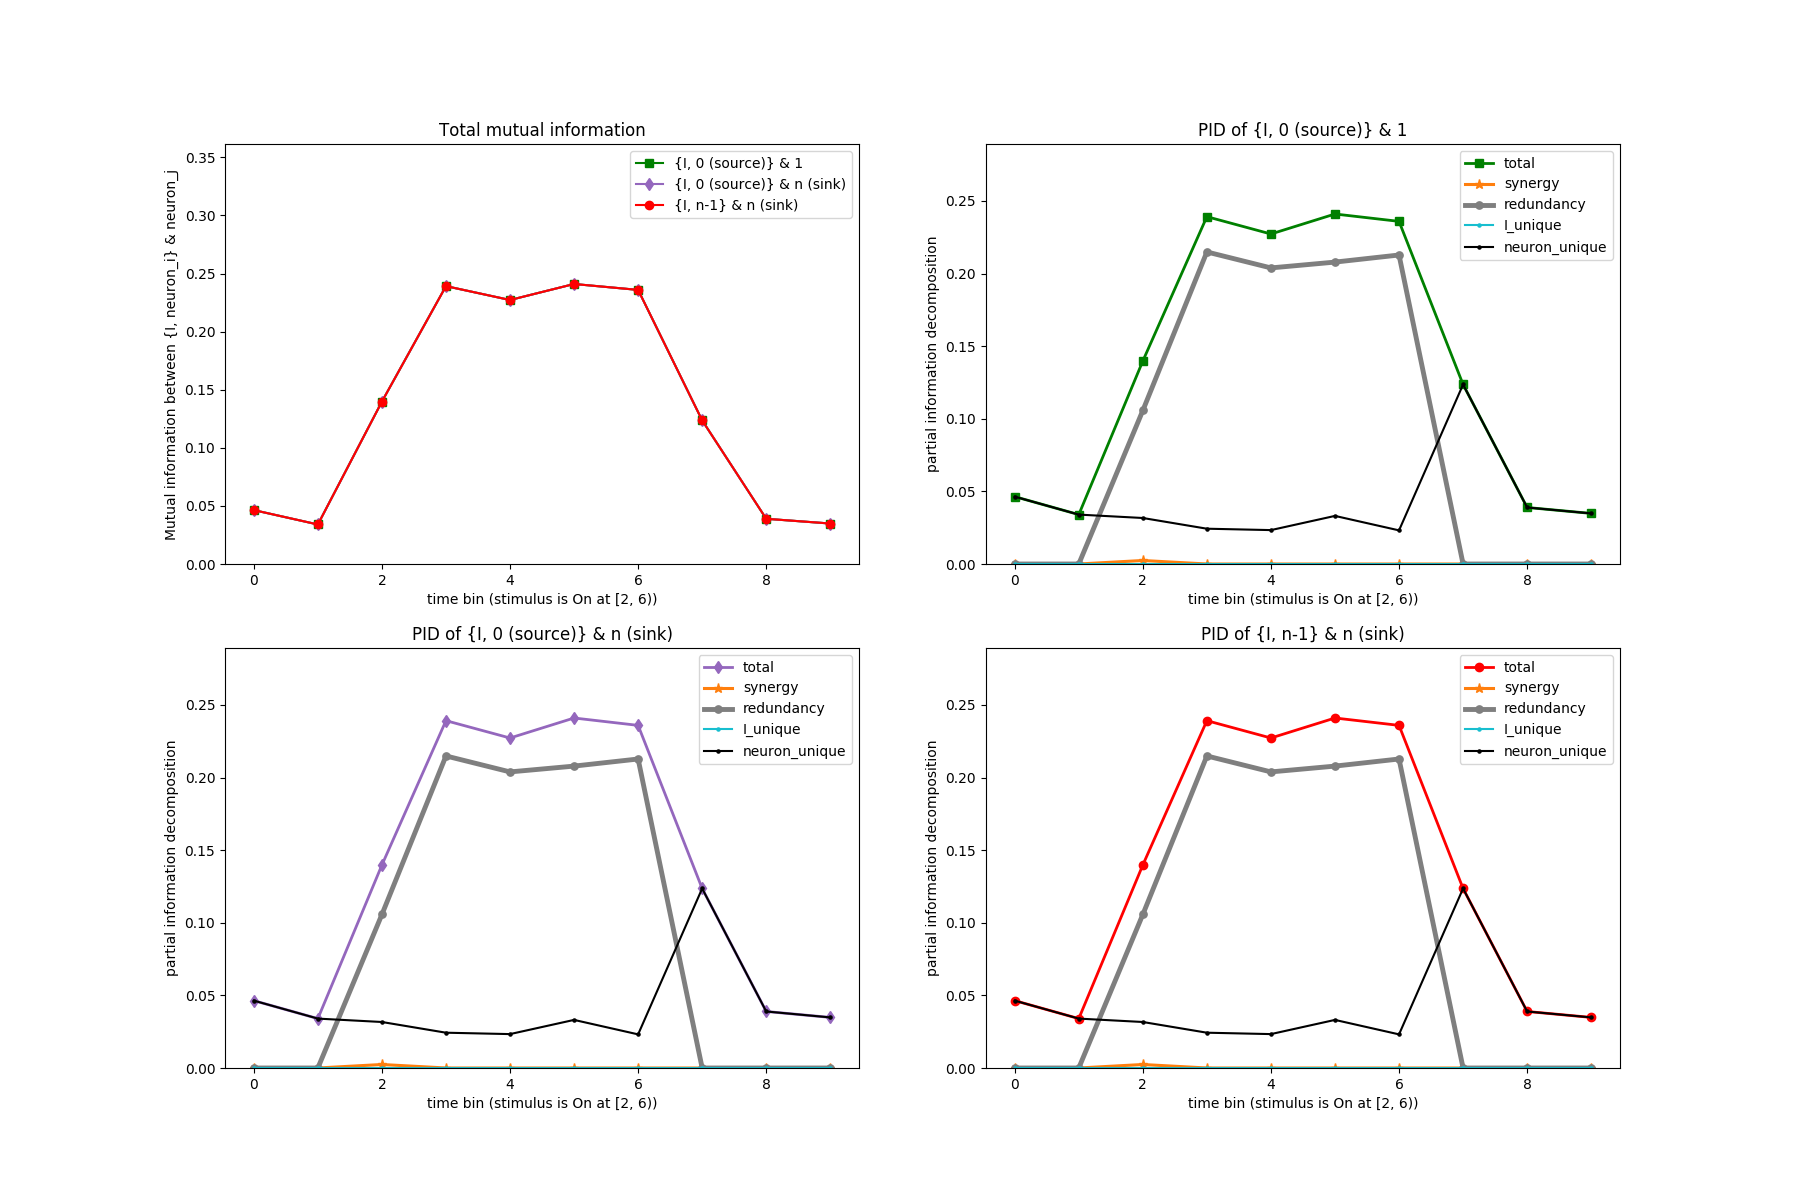 Total mutual information
Mutual information between {I, neuron_i} & neuron_j
0.35
0.30
0.25
0.20
0.15
0.10
0.05
0.00
{I, 0 (source)} & 1
{I, 0 (source)} & n (sink)
{I, n-1} & n (sink)
0 2 4 6 8
time bin (stimulus is On at [2, 6))
PID of {I, 0 (source)} & 1
partial information decomposition
0.25
0.20
0.15
0.10
0.05
0.00
total
synergy
redundancy
I_unique
neuron_unique
0 2 4 6 8
time bin (stimulus is On at [2, 6))
PID of {I, 0 (source)} & n (sink)
partial information decomposition
0.25
0.20
0.15
0.10
0.05
0.00
total
synergy
redundancy
I_unique
neuron_unique
0 2 4 6 8
time bin (stimulus is On at [2, 6))
PID of {I, n-1} & n (sink)
partial information decomposition
0.25
0.20
0.15
0.10
0.05
0.00
total
synergy
redundancy
I_unique
neuron_unique
0 2 4 6 8
time bin (stimulus is On at [2, 6))